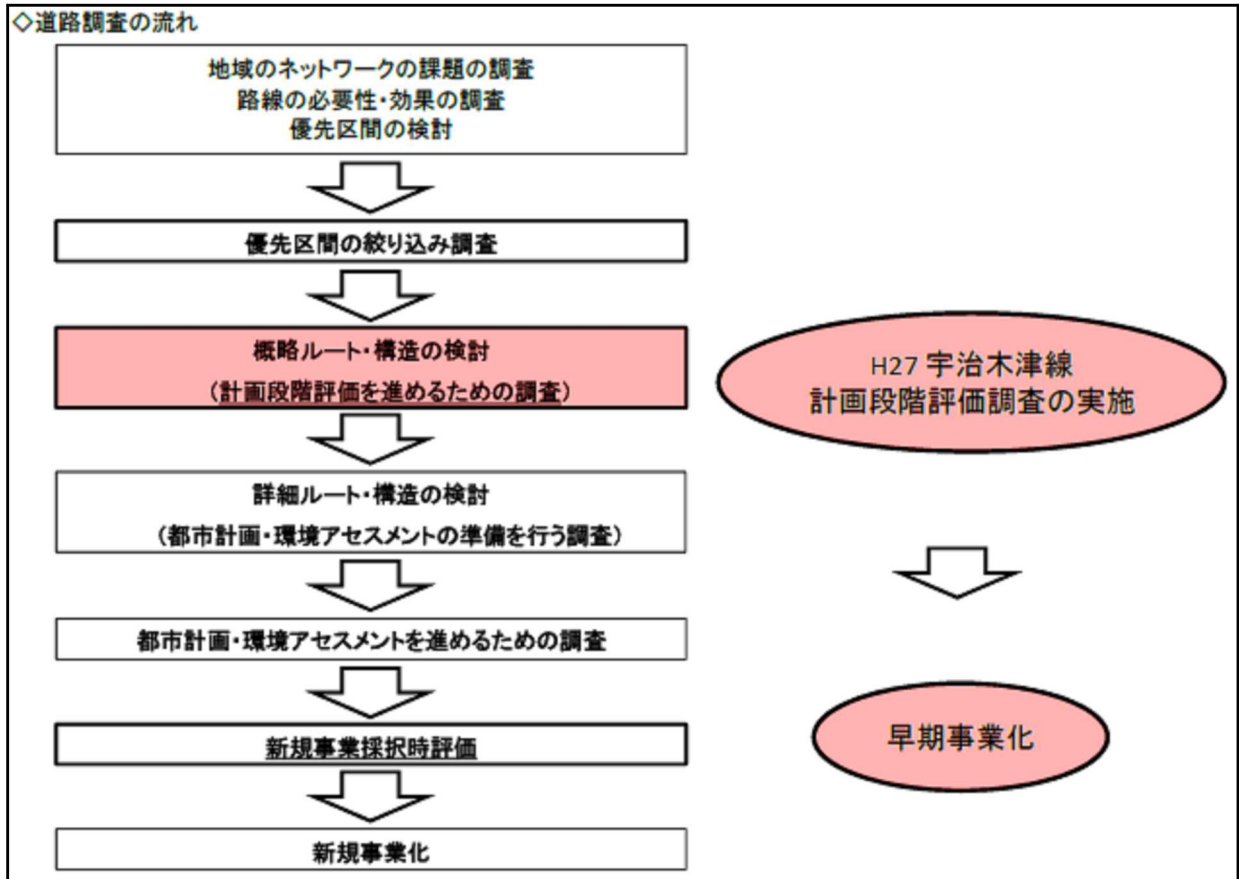 ◇道路調査の流れ
地域のネットワークの課題の調査
路線の必要性・効果の調査
優先区間の検討
優先区間の絞り込み調査
概略ルート・構造の検討
（計画段階評価を進めるための調査）
H27 宇治木津線
計画段階評価調査の実施
詳細ルート・構造の検討
（都市計画・環境アセスメントの準備を行う調査）
都市計画・環境アセスメントを進めるための調査
新規事業採択時評価
早期事業化
新規事業化